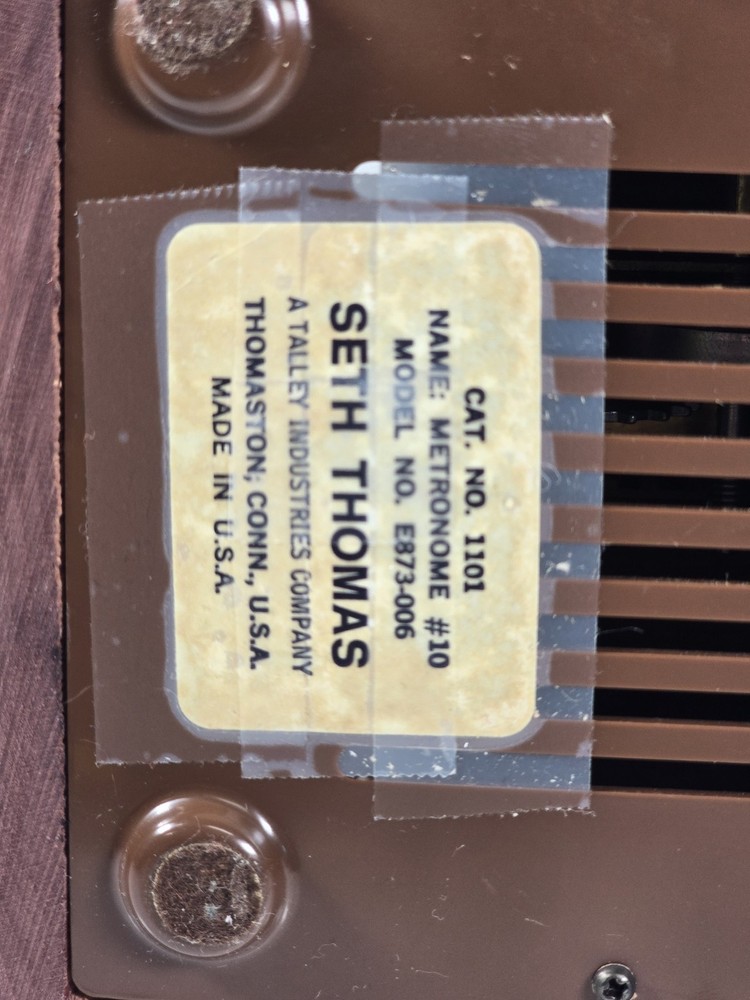 CAT. NO. 1101
NAME: METRONOME #10
MODEL NO. E873-006
SETH THOMAS
A TALLEY INDUSTRIES COMPANY
THOMASTON; CONN., U.S.A.
MADE IN U.S.A.